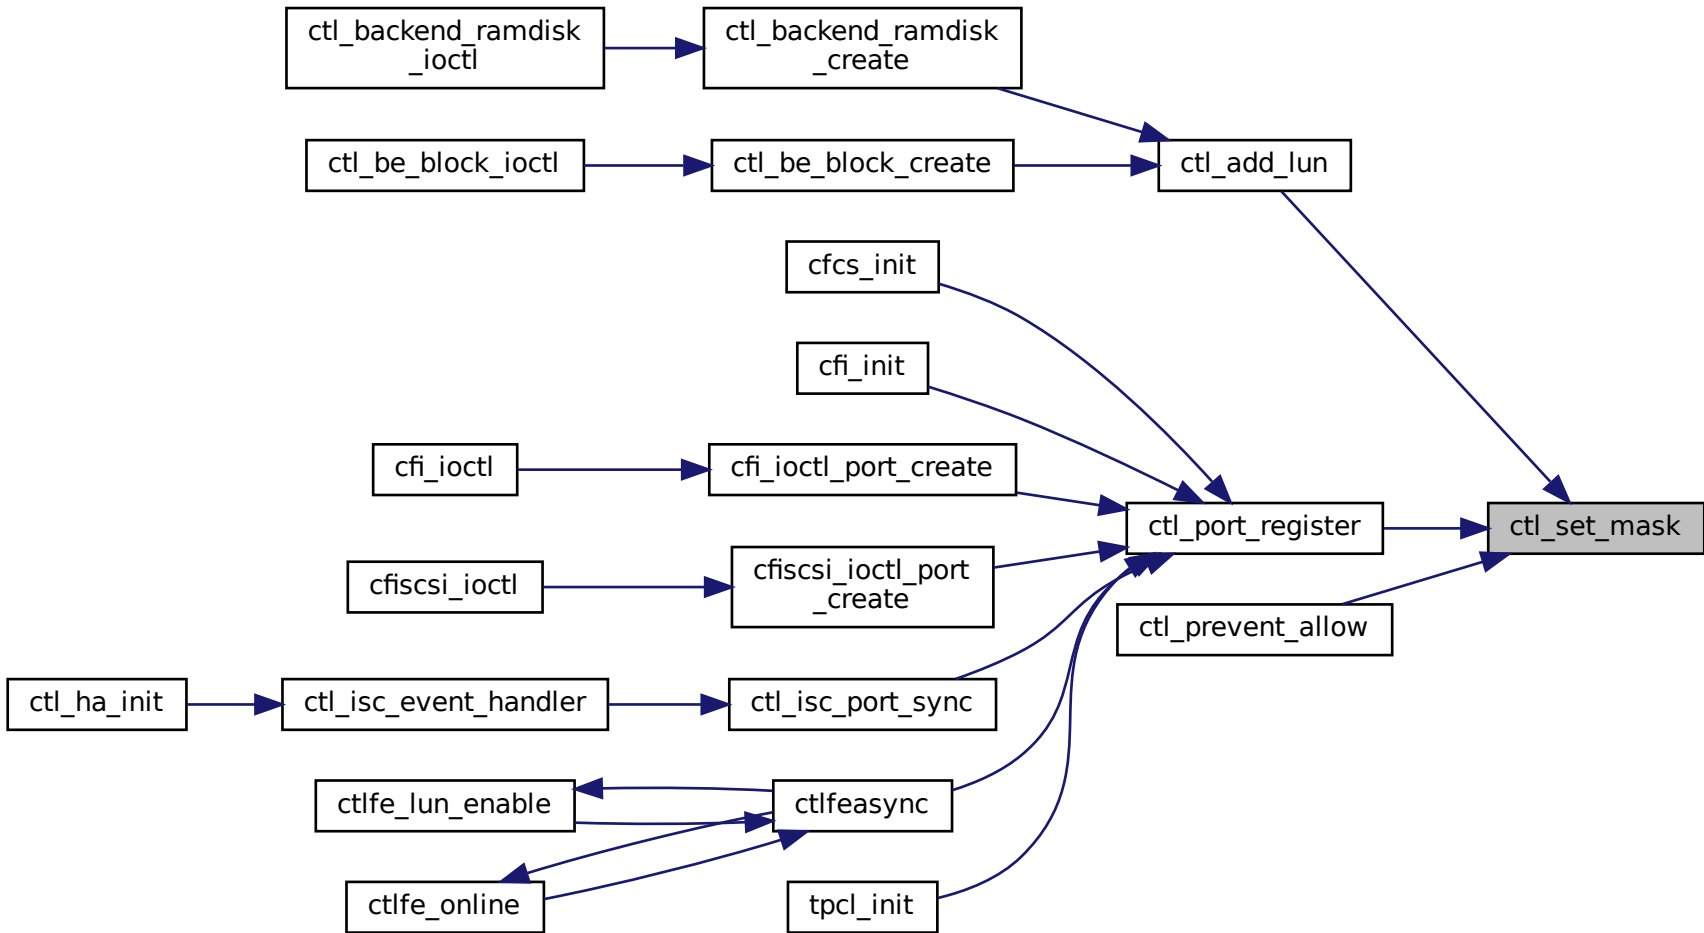 ctl_backend_ramdisk
_ioctl
ctl_backend_ramdisk
_create
ctl_be_block_ioctl
ctl_be_block_create
ctl_add_lun
cfcs_init
cfi_init
cfi_ioctl
cfi_ioctl_port_create
ctl_port_register
ctl_set_mask
cfiscsi_ioctl
cfiscsi_ioctl_port
_create
ctl_prevent_allow
ctl_ha_init
ctl_isc_event_handler
ctl_isc_port_sync
ctlfe_lun_enable
ctlfeasync
ctlfe_online
tpcl_init